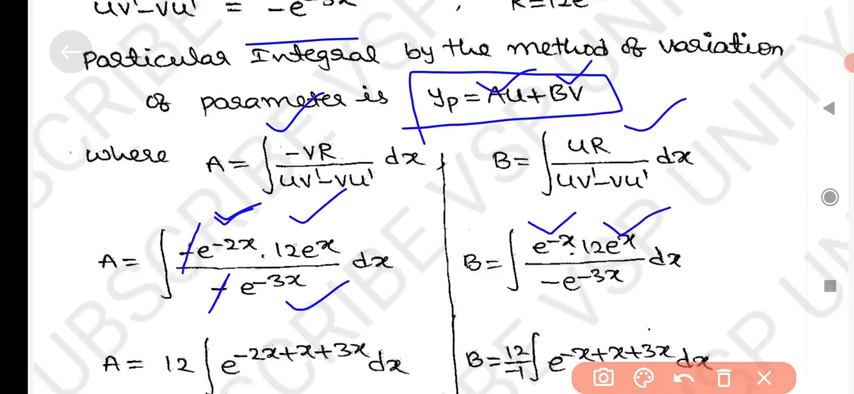 uv'-vu' = -e^-3x , R=12e
Particular Integral by the method of variation
of parameter is y_p = AU+BV
where A = ∫ -VR / uv'-vu' dx B = ∫ UR / uv'-vu' dx
A = ∫ -e^-2x . 12e^x / -e^-3x dx B = ∫ e^-x . 12e^x / -e^-3x dx
A = 12 ∫ e^-2x+x+3x dx B = 12/-1 ∫ e^-x+x+3x dx